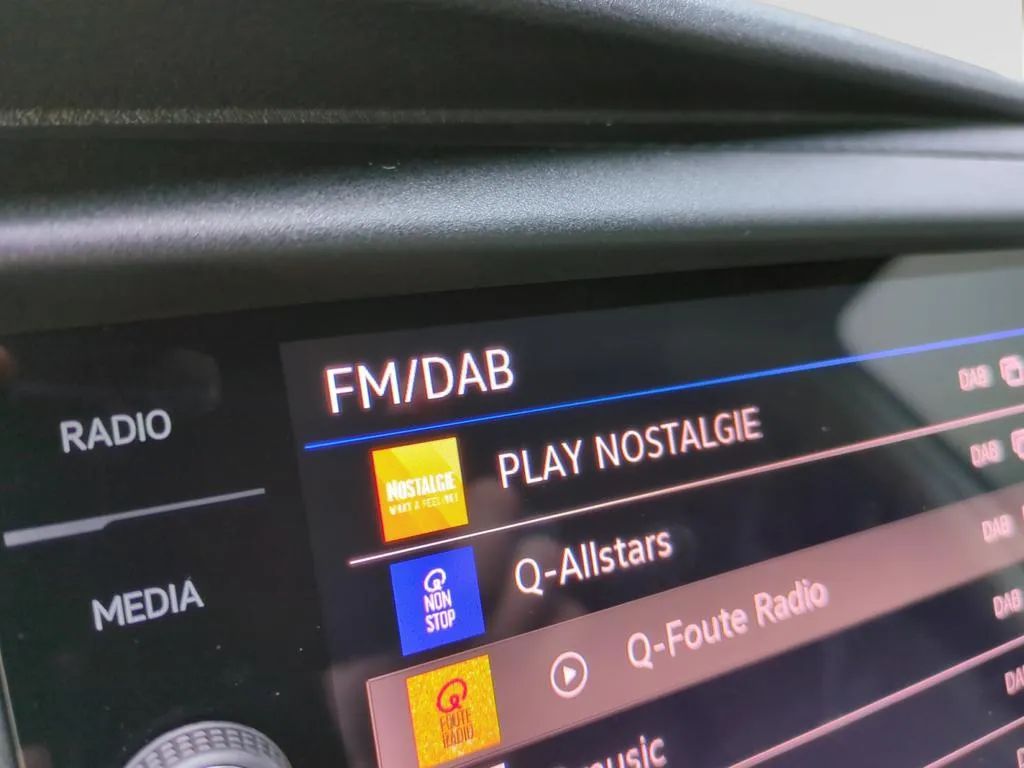 FM/DAB
RADIO
MEDIA
NOSTALGIE
WHAT A FEELING!
PLAY NOSTALGIE
DAB
Q
NON
STOP
Q-Allstars
DAB
FOUTE
RADIO
Q-Foute Radio
DAB
music
DAB